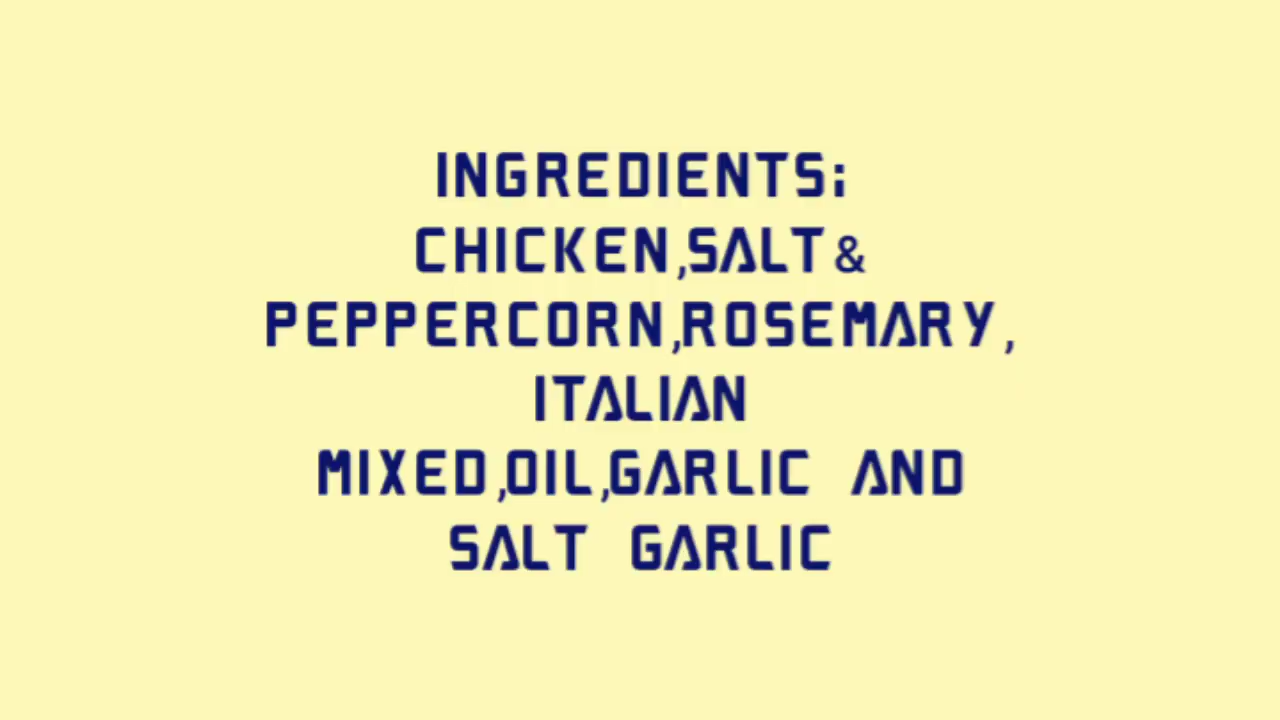 INGREDIENTS:
CHICKEN,SALT&
PEPPERCORN,ROSEMARY,
ITALIAN
MIXED,OIL,GARLIC AND
SALT GARLIC